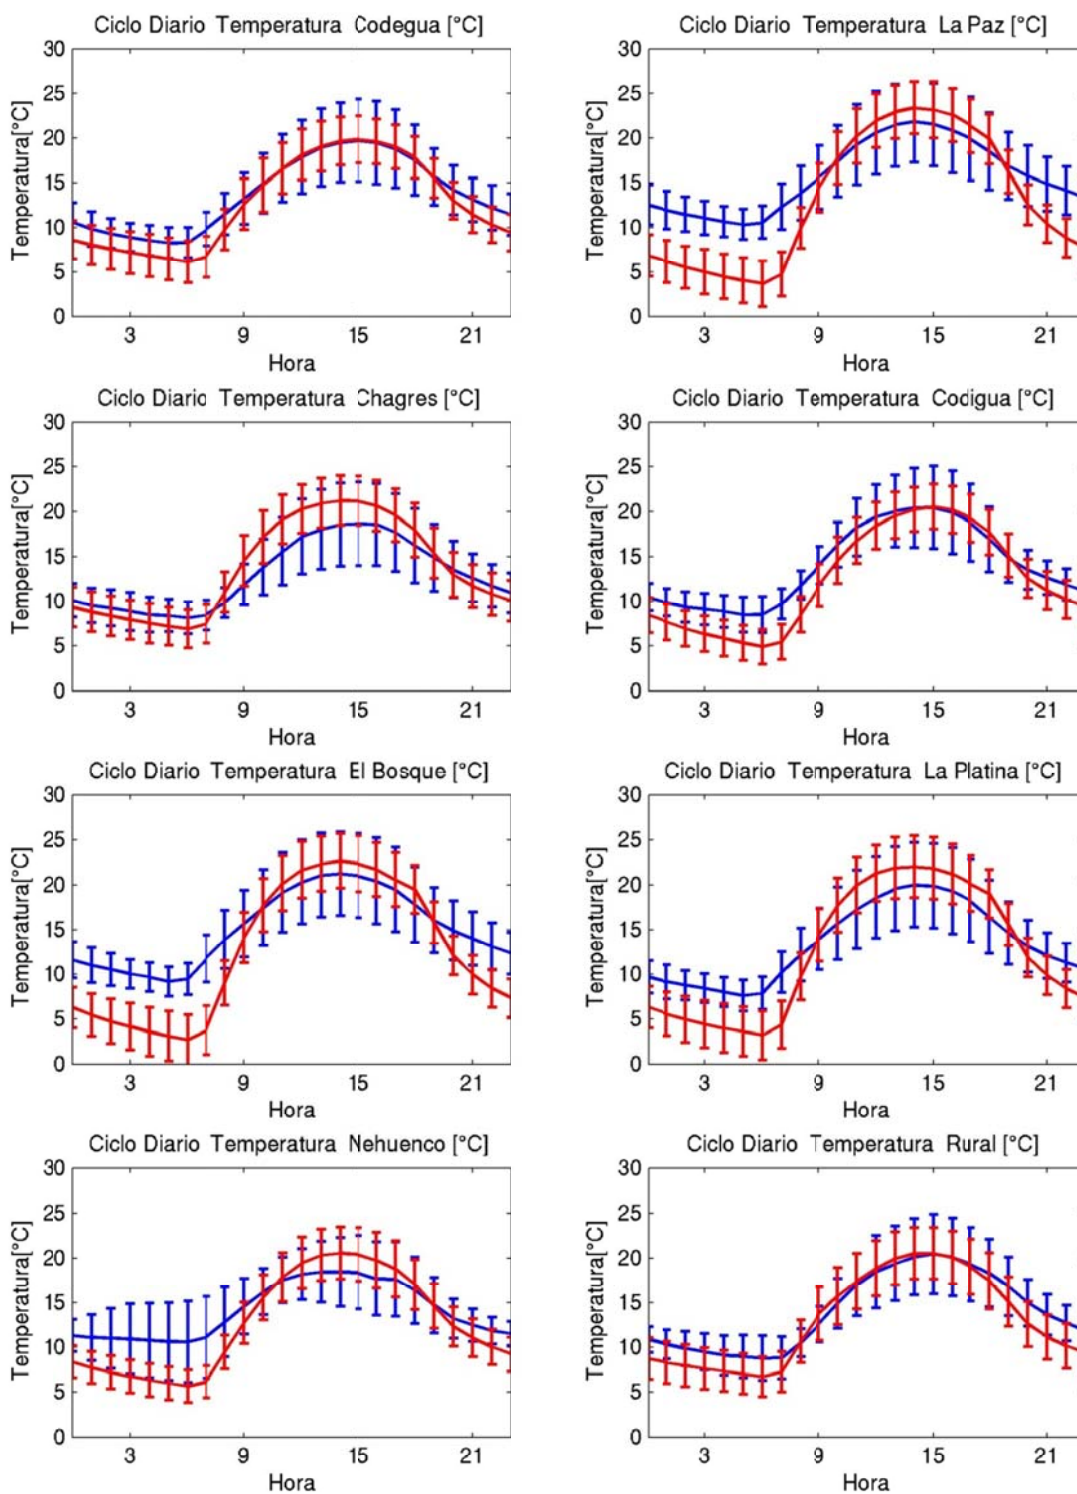 Ciclo Diario Temperatura Codegua [°C]
30
25
20
15
10
5
0
Temperatura[°C]
3 9 15 21
Hora
Ciclo Diario Temperatura La Paz [°C]
30
25
20
15
10
5
0
Temperatura[°C]
3 9 15 21
Hora
Ciclo Diario Temperatura Chagres [°C]
30
25
20
15
10
5
0
Temperatura[°C]
3 9 15 21
Hora
Ciclo Diario Temperatura Codigua [°C]
30
25
20
15
10
5
0
Temperatura[°C]
3 9 15 21
Hora
Ciclo Diario Temperatura El Bosque [°C]
30
25
20
15
10
5
0
Temperatura[°C]
3 9 15 21
Hora
Ciclo Diario Temperatura La Platina [°C]
30
25
20
15
10
5
0
Temperatura[°C]
3 9 15 21
Hora
Ciclo Diario Temperatura Nehuenco [°C]
30
25
20
15
10
5
0
Temperatura[°C]
3 9 15 21
Hora
Ciclo Diario Temperatura Rural [°C]
30
25
20
15
10
5
0
Temperatura[°C]
3 9 15 21
Hora